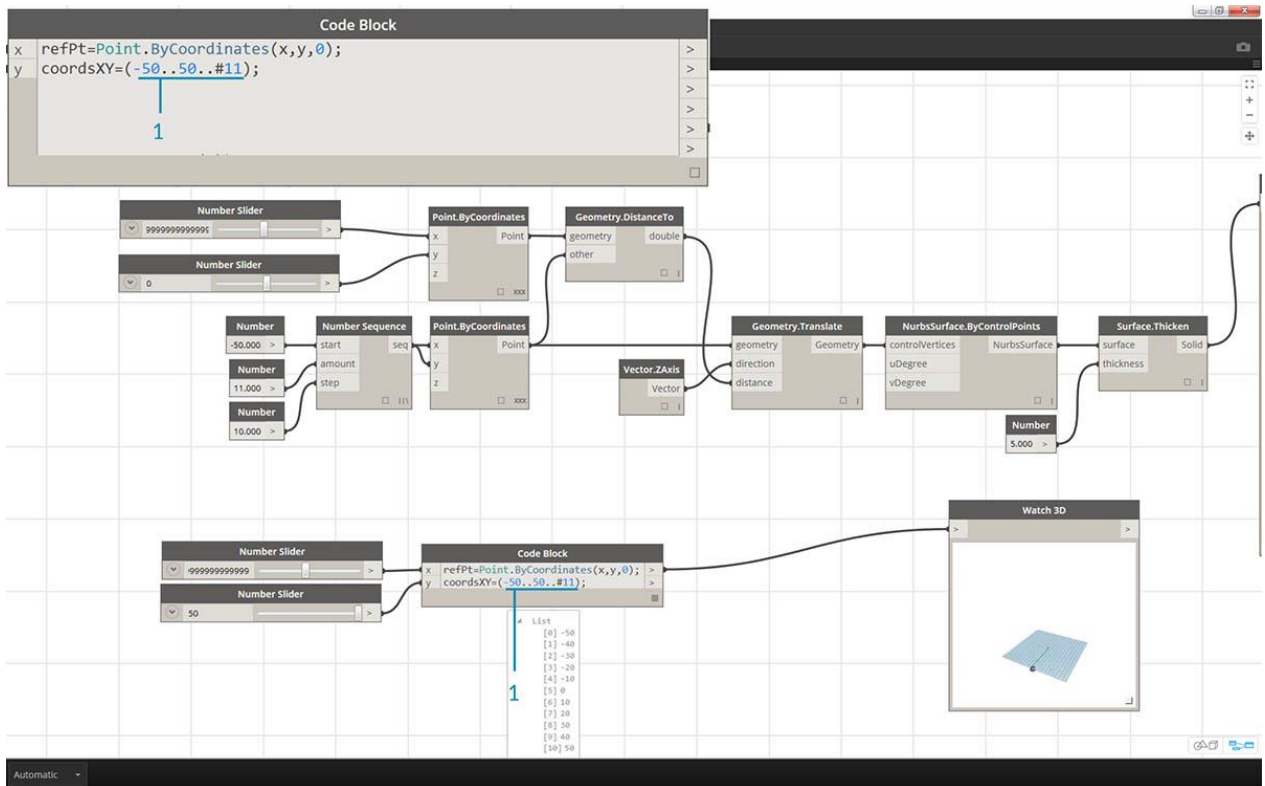 Code Block
x refPt=Point.ByCoordinates(x,y,0); >
y coordsXY=(-50..50..#11); >
>
>
>
>
1
Number Slider
9999999999999 >
Number Slider
0 >
Point.ByCoordinates
x Point
y
z
xxx
Geometry.DistanceTo
geometry double
other
Number
-50.000 >
Number
11.000 >
Number
10.000 >
Number Sequence
start seq
amount
step
Point.ByCoordinates
x Point
y
z
xxx
Vector.ZAxis
Vector
Geometry.Translate
geometry Geometry
direction
distance
NurbsSurface.ByControlPoints
controlVertices NurbsSurface
uDegree
vDegree
Surface.Thicken
surface Solid
thickness
Number
5.000 >
Number Slider
999999999999 >
Number Slider
50 >
Code Block
x refPt=Point.ByCoordinates(x,y,0); >
y coordsXY=(-50..50..#11); >
1
List
[0] -50
[1] -40
[2] -30
[3] -20
[4] -10
[5] 0
[6] 10
[7] 20
[8] 30
[9] 40
[10] 50
Watch 3D
> >
Automatic